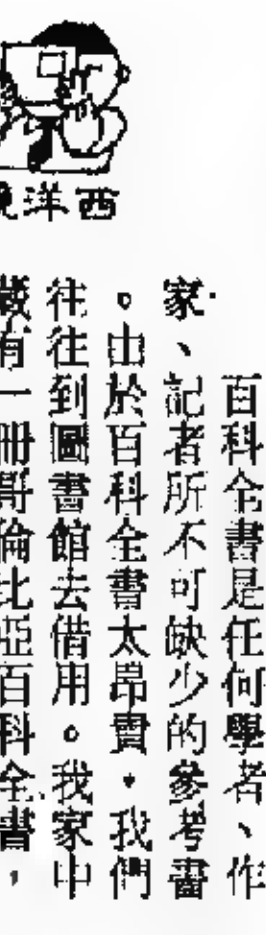 西洋鏡
百科全書是任何學者、作
家、記者所不可缺少的參考書
。由於百科全書太昂貴,我們
往往到圖書館去借用。我家中
藏有一冊哥倫比亞百科全書,